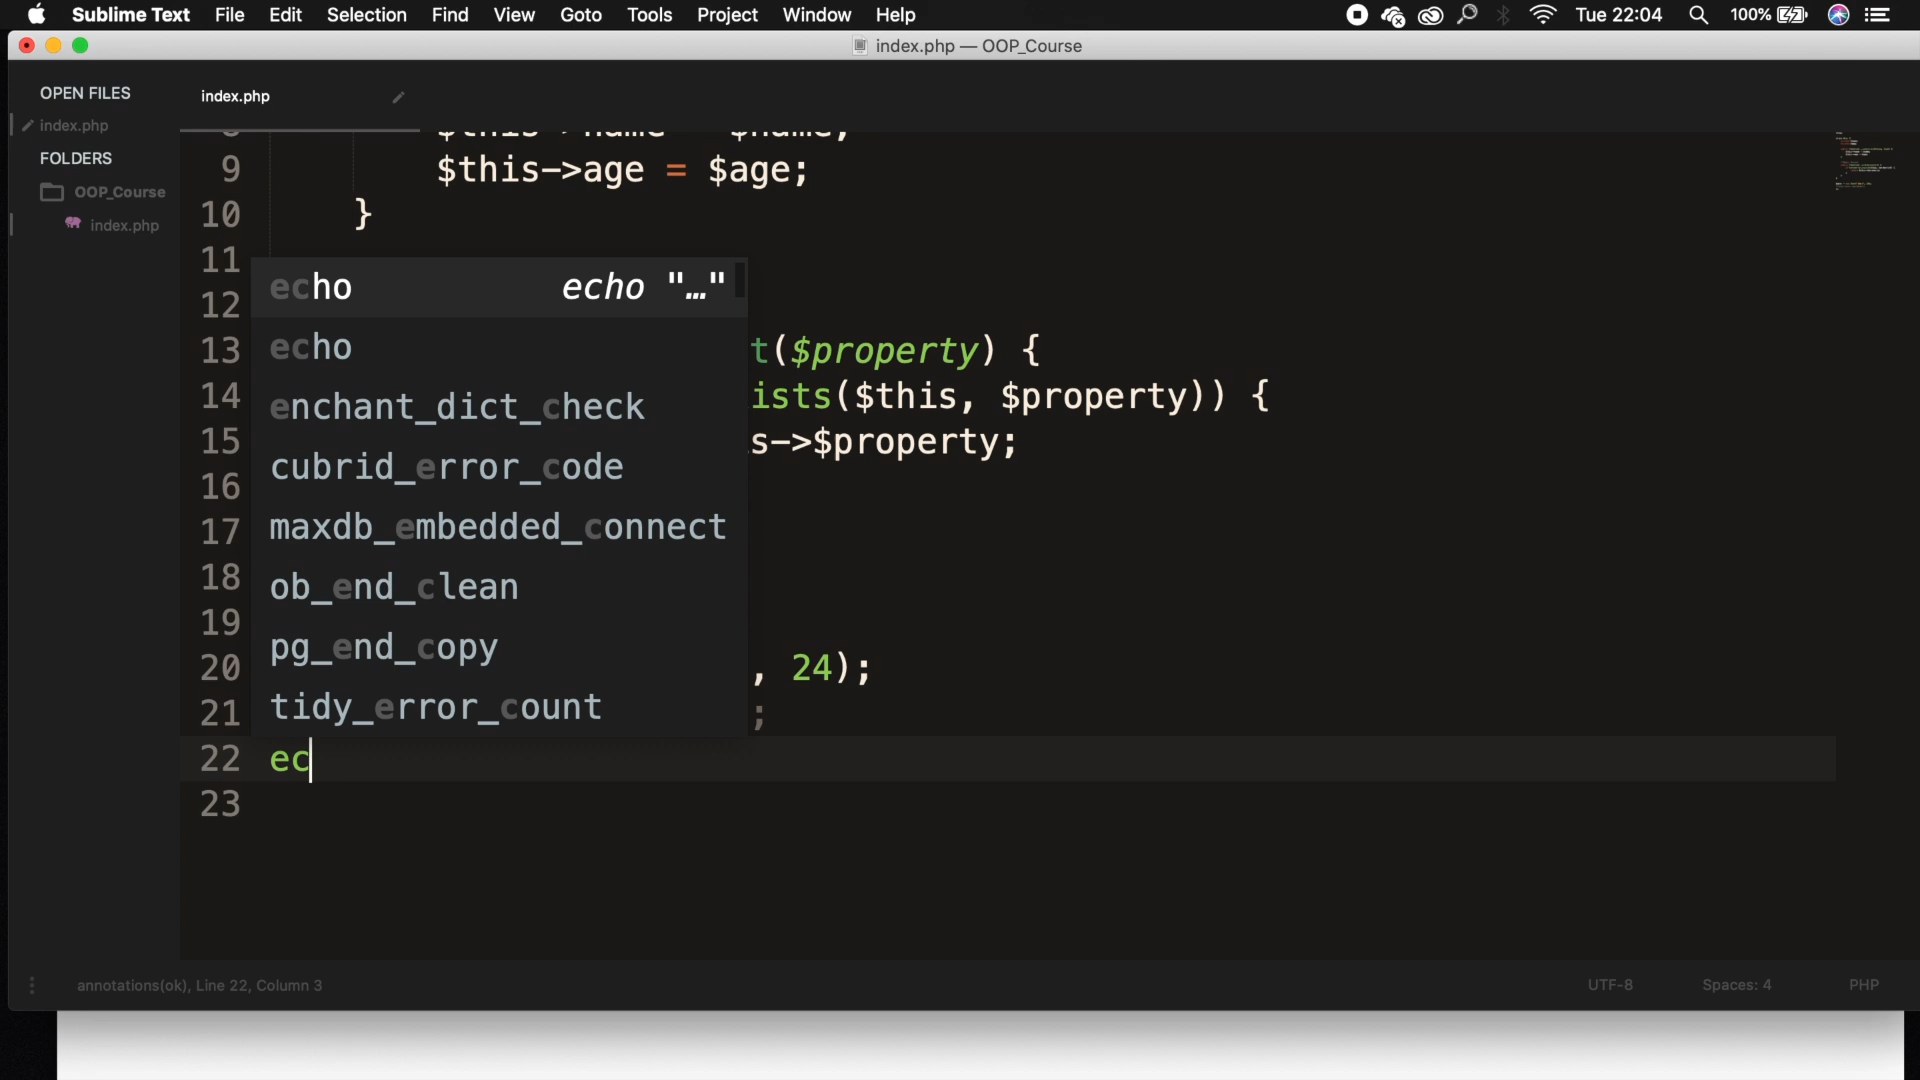 Sublime Text File Edit Selection Find View Goto Tools Project Window Help Tue 22:04 100%
index.php — OOP_Course
OPEN FILES
index.php
FOLDERS
OOP_Course
index.php
index.php
9 $this->age = $age;
10 }
11
12
13 t($property) {
14 ists($this, $property)) {
15 s->$property;
16
17
18
19
20 , 24);
21 ;
22 ec
23
echo echo "…"
echo
enchant_dict_check
cubrid_error_code
maxdb_embedded_connect
ob_end_clean
pg_end_copy
tidy_error_count
annotations(ok), Line 22, Column 3 UTF-8 Spaces: 4 PHP